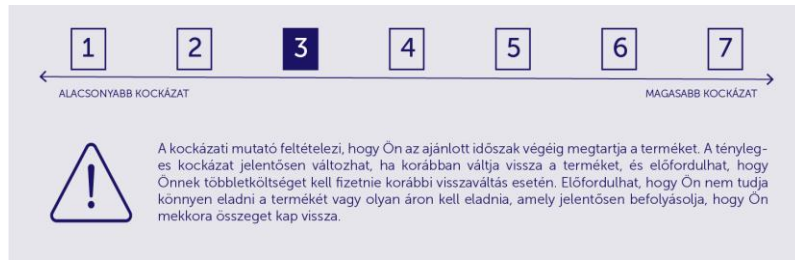 1 2 3 4 5 6 7
ALACSONYABB KOCKÁZAT MAGASABB KOCKÁZAT
A kockázati mutató feltételezi, hogy Ön az ajánlott időszak végéig megtartja a terméket. A tényleg-
es kockázat jelentősen változhat, ha korábban váltja vissza a terméket, és előfordulhat, hogy
Önnek többletköltséget kell fizetnie korábbi visszaváltás esetén. Előfordulhat, hogy Ön nem tudja
könnyen eladni a termékét vagy olyan áron kell eladnia, amely jelentősen befolyásolja, hogy Ön
mekkora összeget kap vissza.